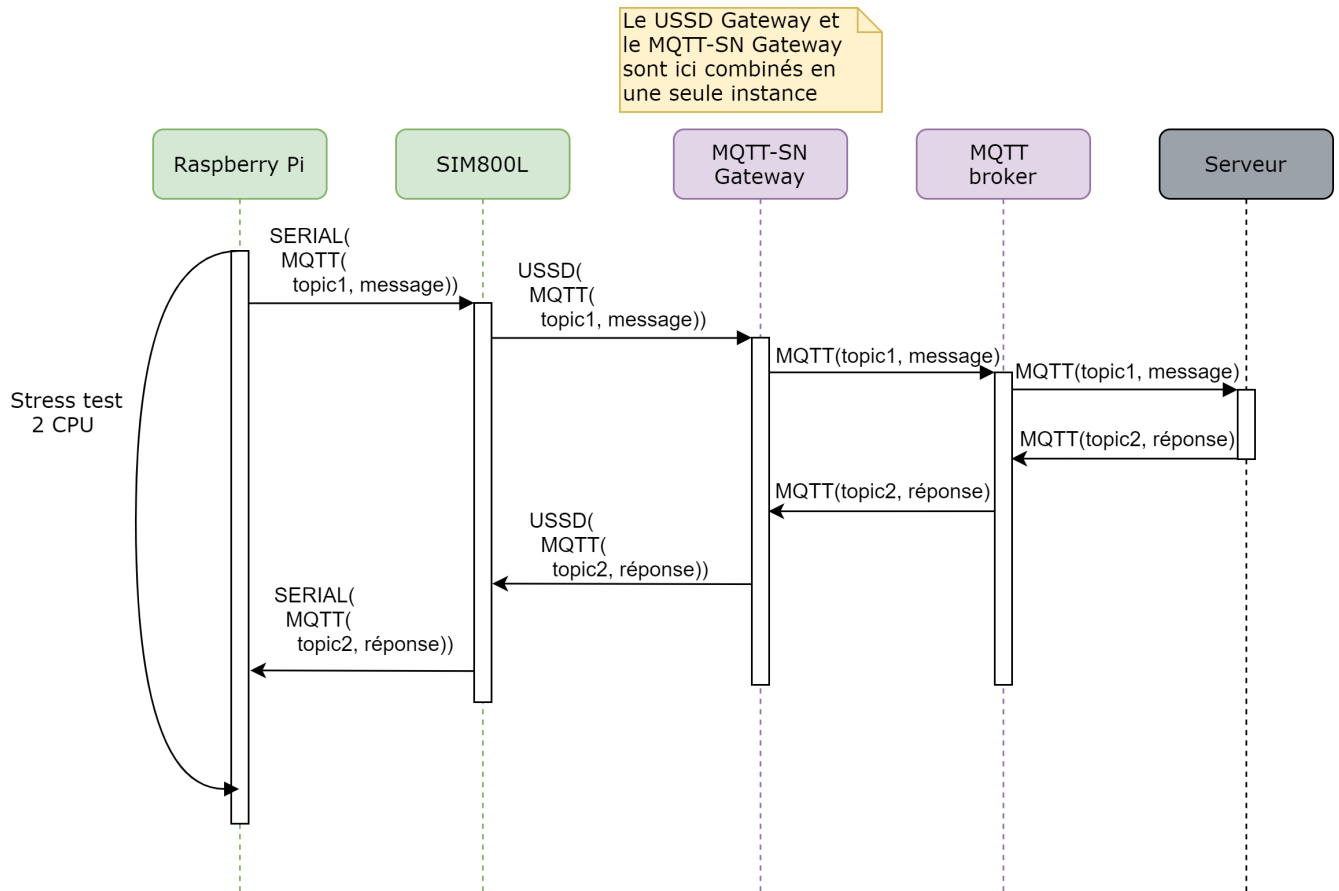 Le USSD Gateway et
le MQTT-SN Gateway
sont ici combinés en
une seule instance
Raspberry Pi
SIM800L
MQTT-SN
Gateway
MQTT
broker
Serveur
SERIAL(
MQTT(
topic1, message))
USSD(
MQTT(
topic1, message))
MQTT(topic1, message)
MQTT(topic1, message)
Stress test
2 CPU
MQTT(topic2, réponse)
MQTT(topic2, réponse)
USSD(
MQTT(
topic2, réponse))
SERIAL(
MQTT(
topic2, réponse))